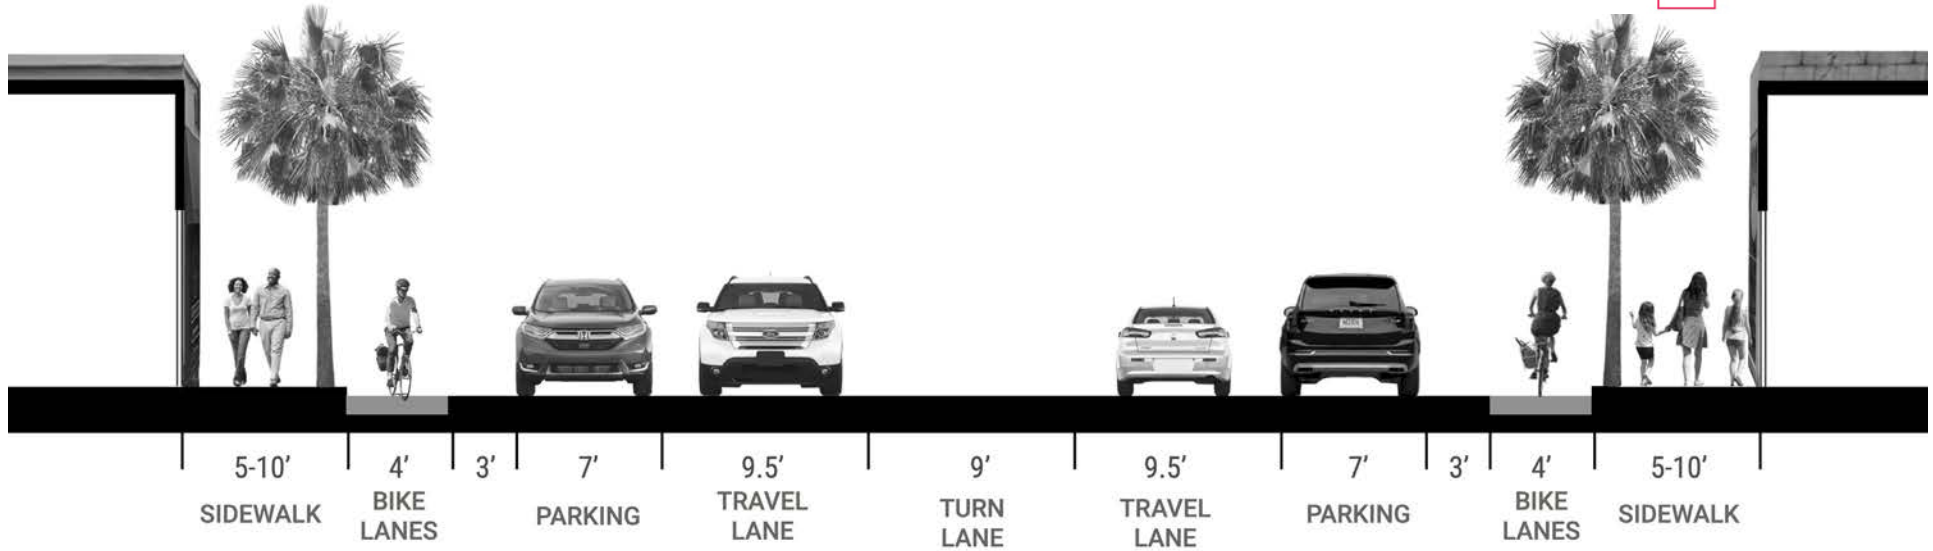 5-10’ 4’ 3’ 7’ 9.5’ 9’ 9.5’ 7’ 3’ 4’ 5-10’
SIDEWALK
BIKE
LANES
PARKING
TRAVEL
LANE
TURN
LANE
TRAVEL
LANE
PARKING
BIKE
LANES
SIDEWALK